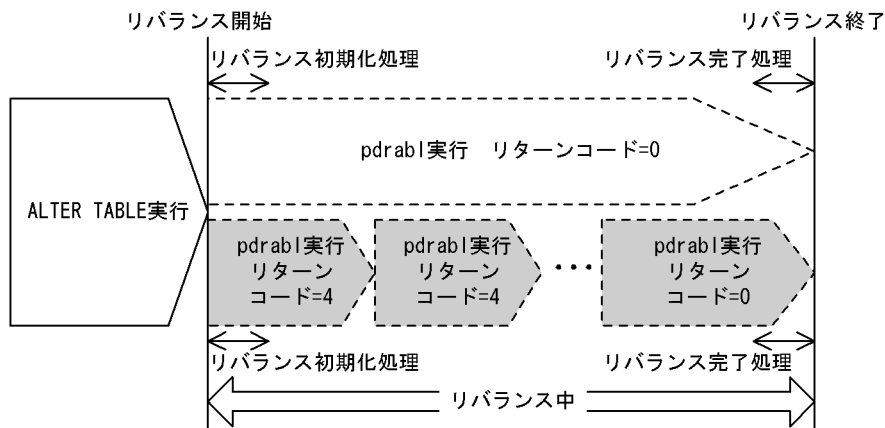 リバランス開始
リバランス終了
リバランス初期化処理
リバランス完了処理
pdrabl実行 リターンコード=0
ALTER TABLE実行
pdrabl実行
リターン
コード=4
pdrabl実行
リターン
コード=4
...
pdrabl実行
リターン
コード=0
リバランス初期化処理
リバランス完了処理
リバランス中